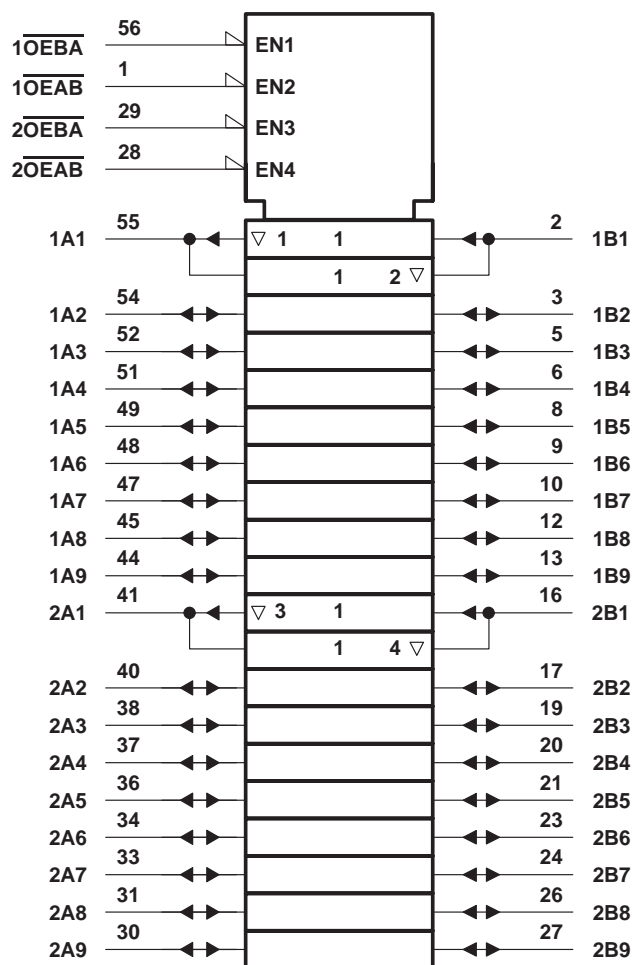 56
1O̅E̅B̅A̅ EN1
1
1O̅E̅A̅B̅ EN2
29
2O̅E̅B̅A̅ EN3
28
2O̅E̅A̅B̅ EN4
55 2
1A1 ▽ 1 1 1B1
1 2 ▽
54 3
1A2 1B2
52 5
1A3 1B3
51 6
1A4 1B4
49 8
1A5 1B5
48 9
1A6 1B6
47 10
1A7 1B7
45 12
1A8 1B8
44 13
1A9 1B9
41 16
2A1 ▽ 3 1 2B1
1 4 ▽
40 17
2A2 2B2
38 19
2A3 2B3
37 20
2A4 2B4
36 21
2A5 2B5
34 23
2A6 2B6
33 24
2A7 2B7
31 26
2A8 2B8
30 27
2A9 2B9